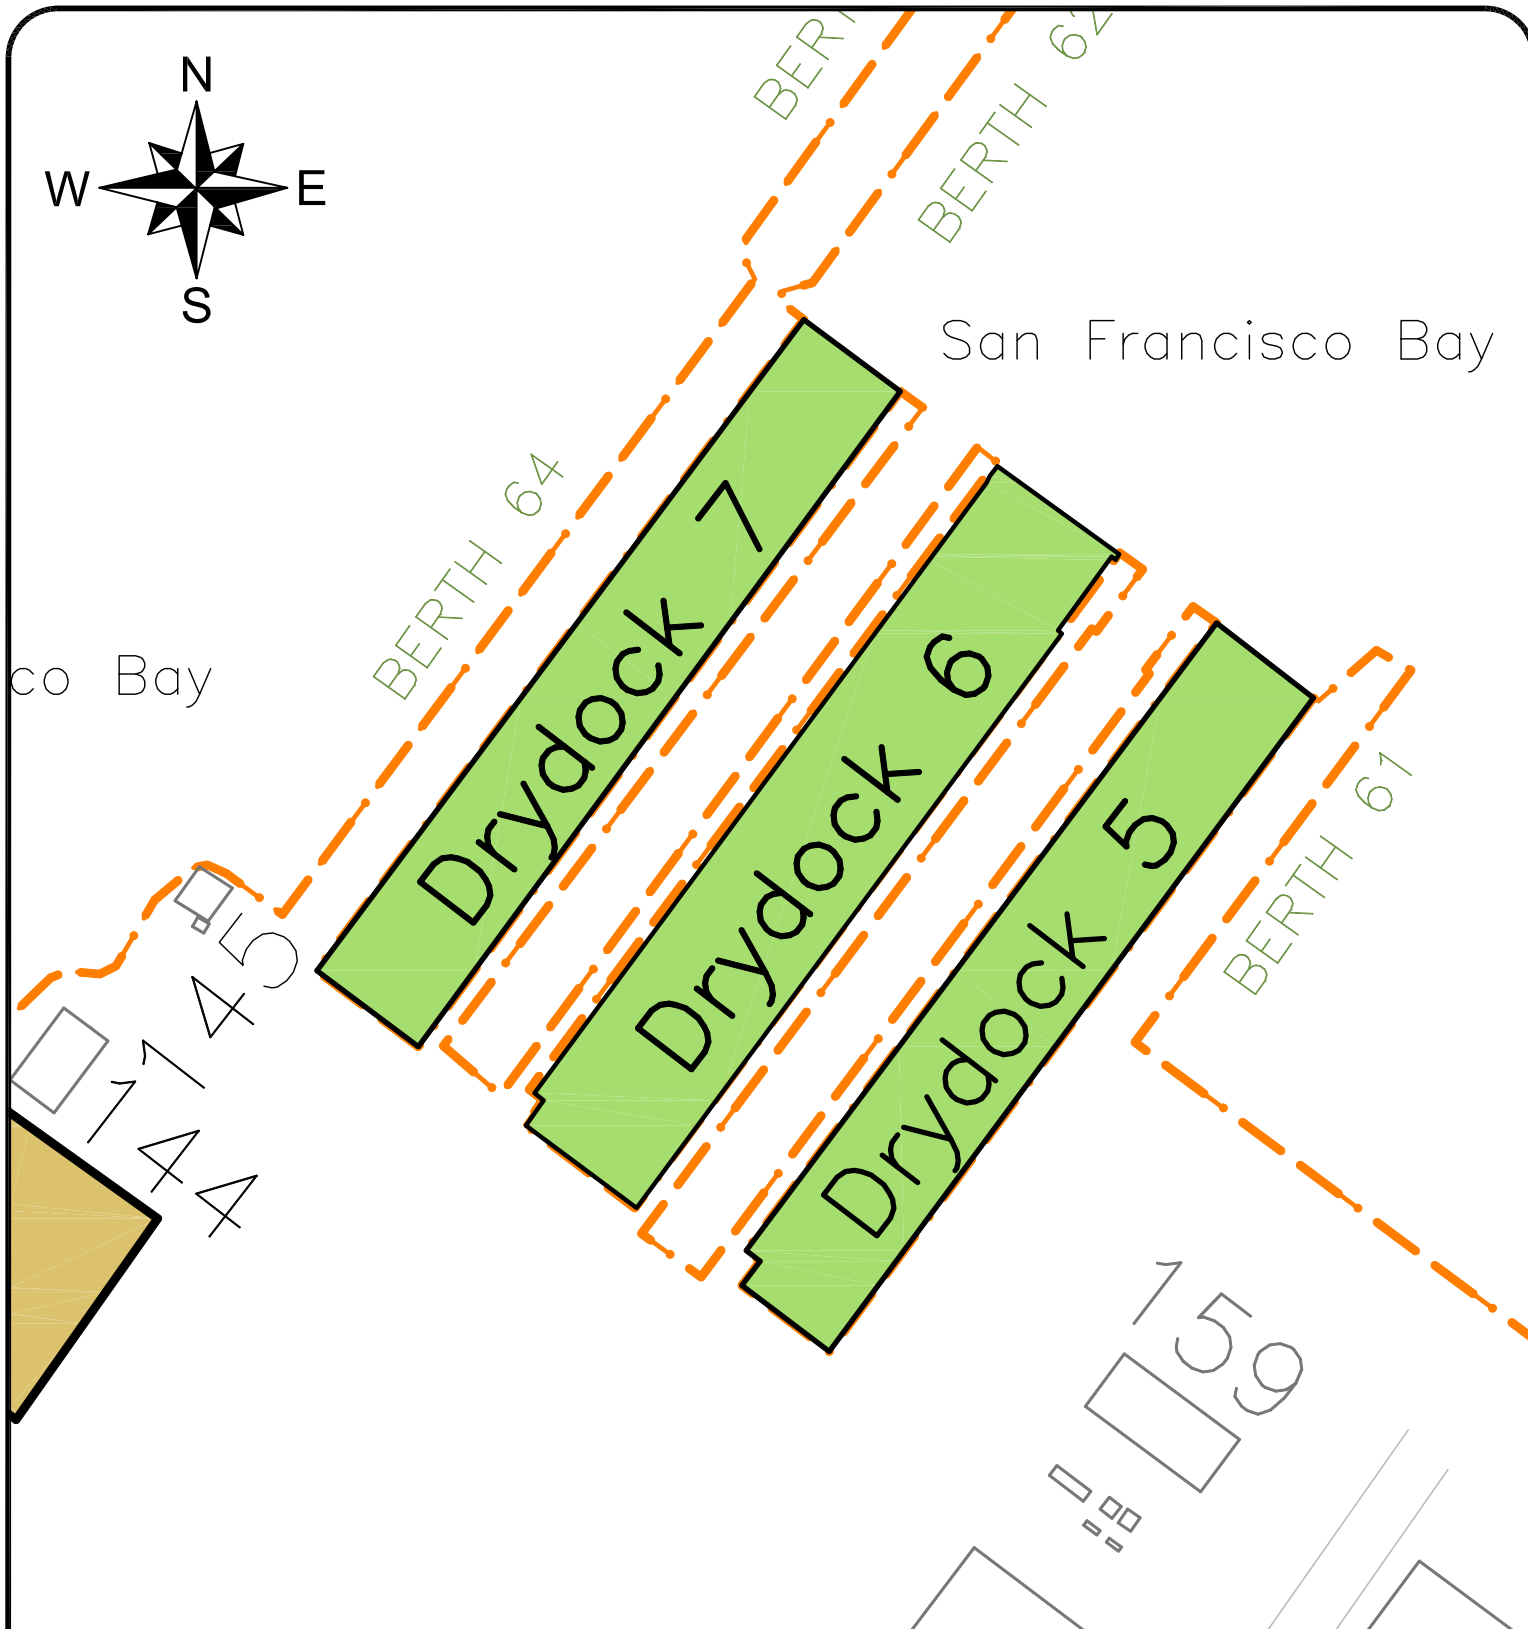 N
W
E
S
BERTH 62
San Francisco Bay
BERTH 64
co Bay
Drydock 7
Drydock 6
Drydock 5
BERTH 61
145
144
159